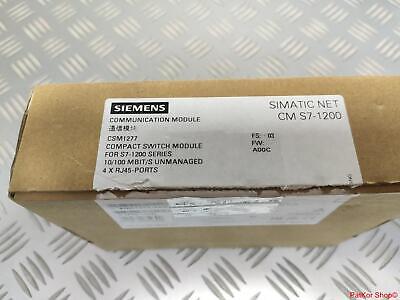 SIEMENS
SIMATIC NET
CM S7-1200
COMMUNICATION MODULE
通信模块
CSM1277
COMPACT SWITCH MODULE
FOR S7-1200 SERIES
10/100 MBIT/S UNMANAGED
4 X RJ45-PORTS
FS: 03
FW:
A00C
PatKor Shop©